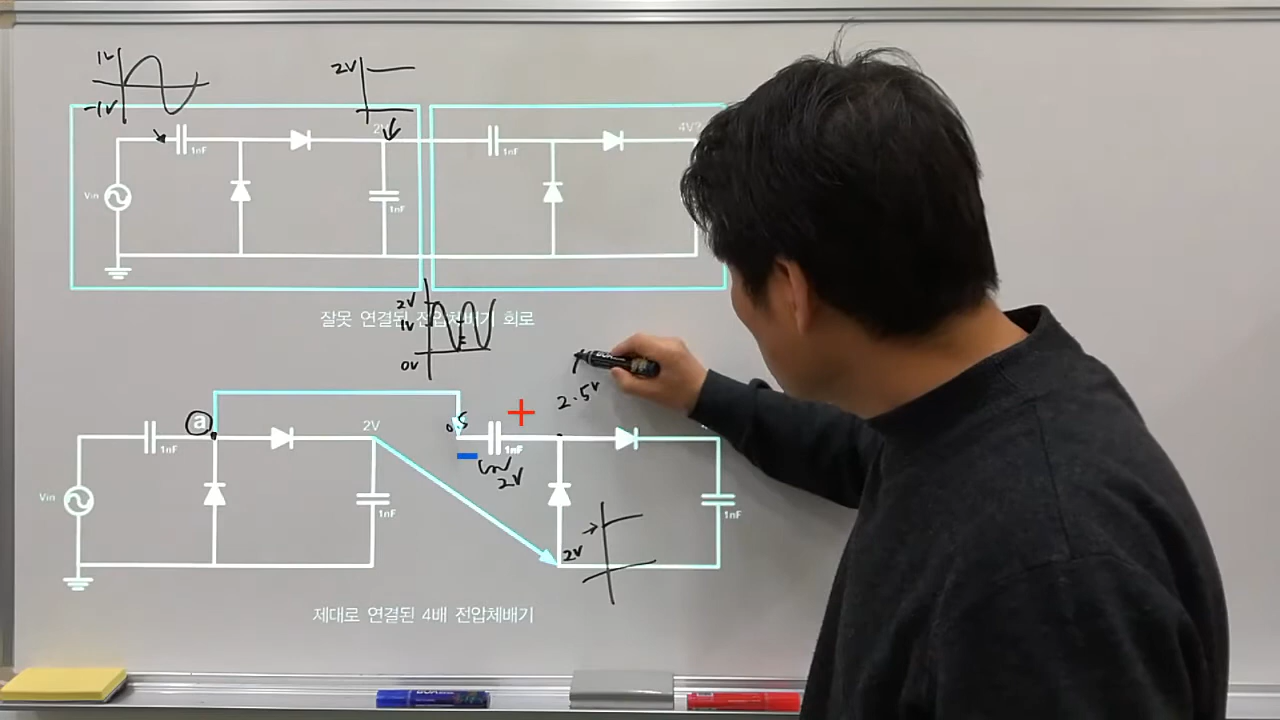 1V
-1V
2V
2V
4V?
1nF
1nF
Vin
1nF
잘못 연결된 전압체배기 회로
2V
1V
0V
2.5V
a
2V
0.5
+
1nF
-
1nF
2V
Vin
1nF
1nF
2V
제대로 연결된 4배 전압체배기